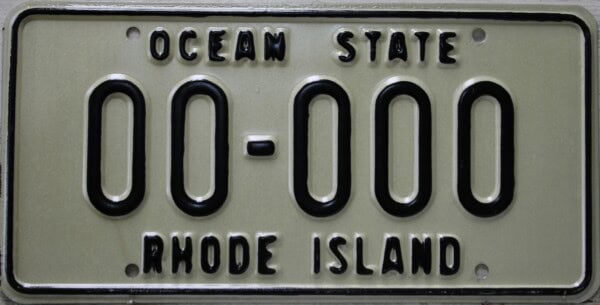 OCEAN STATE
00-000
RHODE ISLAND